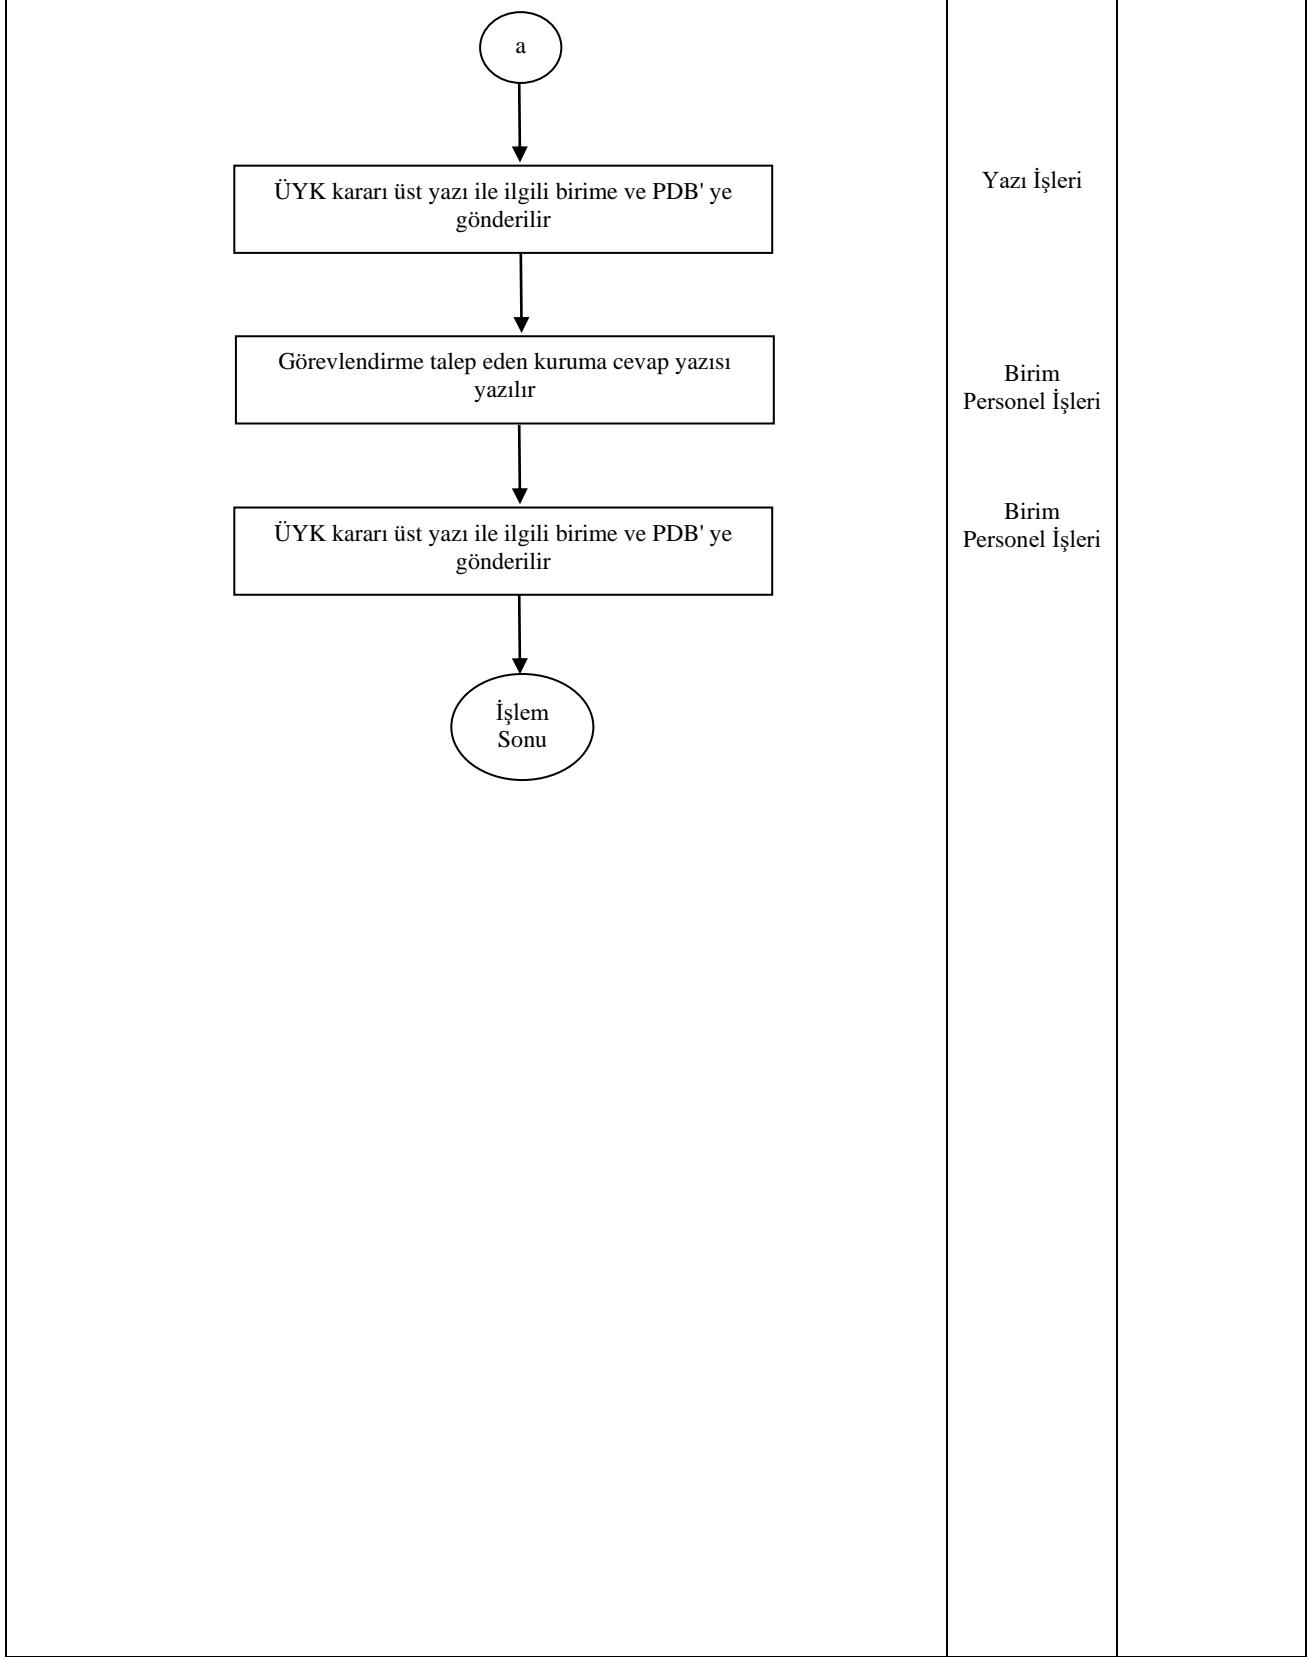 a
ÜYK kararı üst yazı ile ilgili birime ve PDB' ye
gönderilir
Yazı İşleri
Görevlendirme talep eden kuruma cevap yazısı
yazılır
Birim
Personel İşleri
ÜYK kararı üst yazı ile ilgili birime ve PDB' ye
gönderilir
Birim
Personel İşleri
İşlem
Sonu